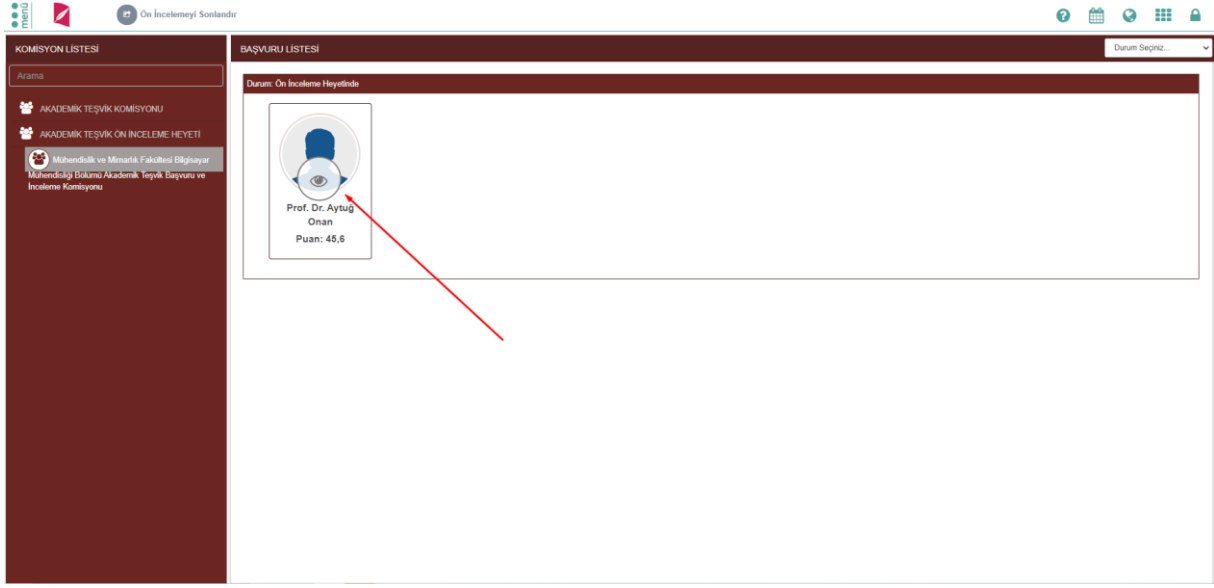 menü
Ön İncelemeyi Sonlandır
KOMİSYON LİSTESİ
Arama
AKADEMİK TEŞVİK KOMİSYONU
AKADEMİK TEŞVİK ÖN İNCELEME HEYETİ
Mühendislik ve Mimarlık Fakültesi Bilgisayar
Mühendisliği Bölümü Akademik Teşvik Başvuru ve
İnceleme Komisyonu
BAŞVURU LİSTESİ
Durum Seçiniz...
Durum: Ön İnceleme Heyetinde
Prof. Dr. Aytuğ
Onan
Puan: 45,6